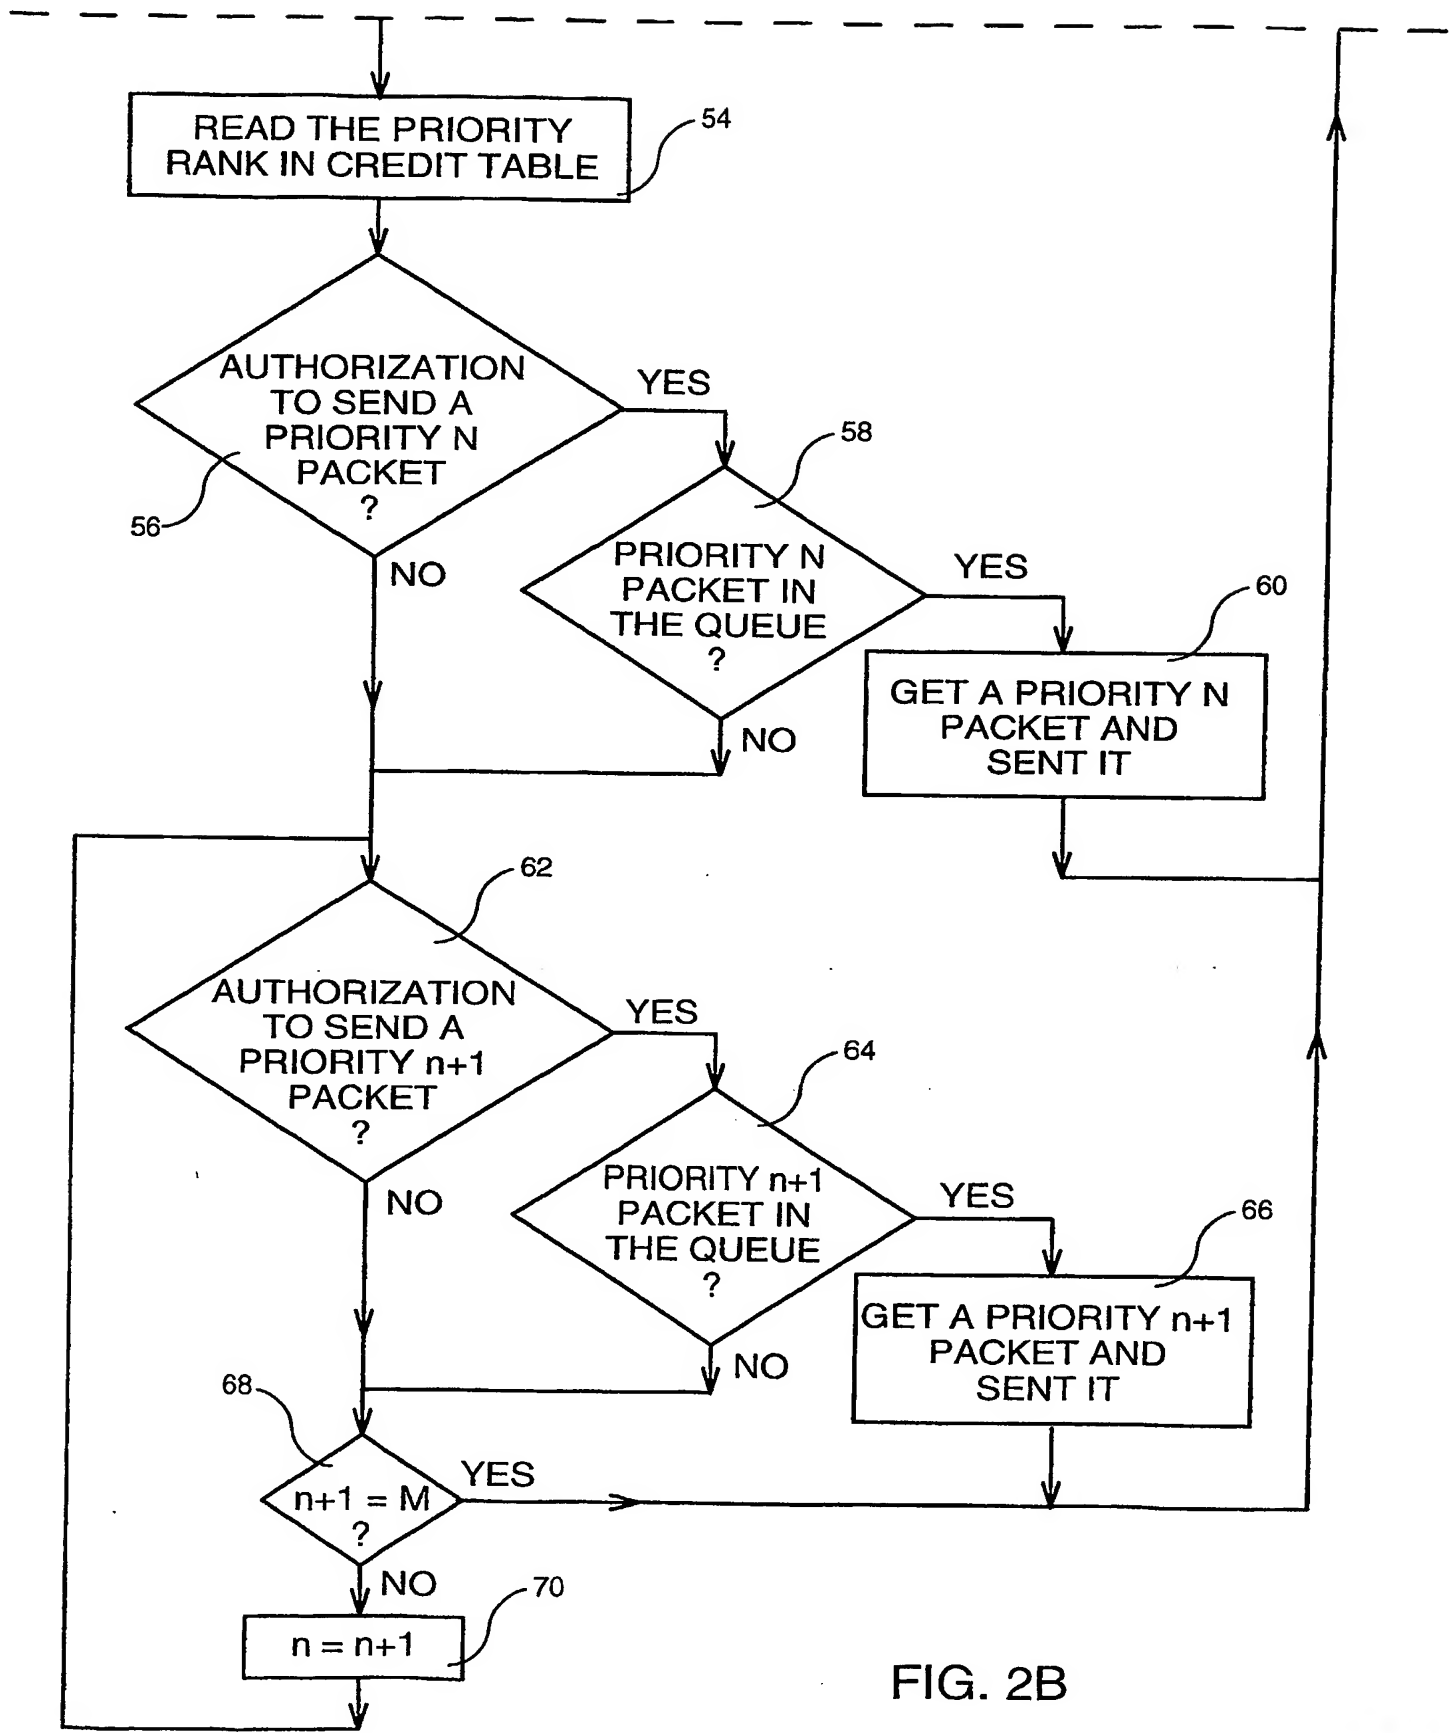 READ THE PRIORITY
RANK IN CREDIT TABLE
54
AUTHORIZATION
TO SEND A
PRIORITY N
PACKET
?
56
YES
NO
58
PRIORITY N
PACKET IN
THE QUEUE
?
YES
NO
60
GET A PRIORITY N
PACKET AND
SENT IT
62
AUTHORIZATION
TO SEND A
PRIORITY n+1
PACKET
?
YES
NO
64
PRIORITY n+1
PACKET IN
THE QUEUE
?
YES
NO
66
GET A PRIORITY n+1
PACKET AND
SENT IT
68
n+1 = M
?
YES
NO
70
n = n+1
FIG. 2B